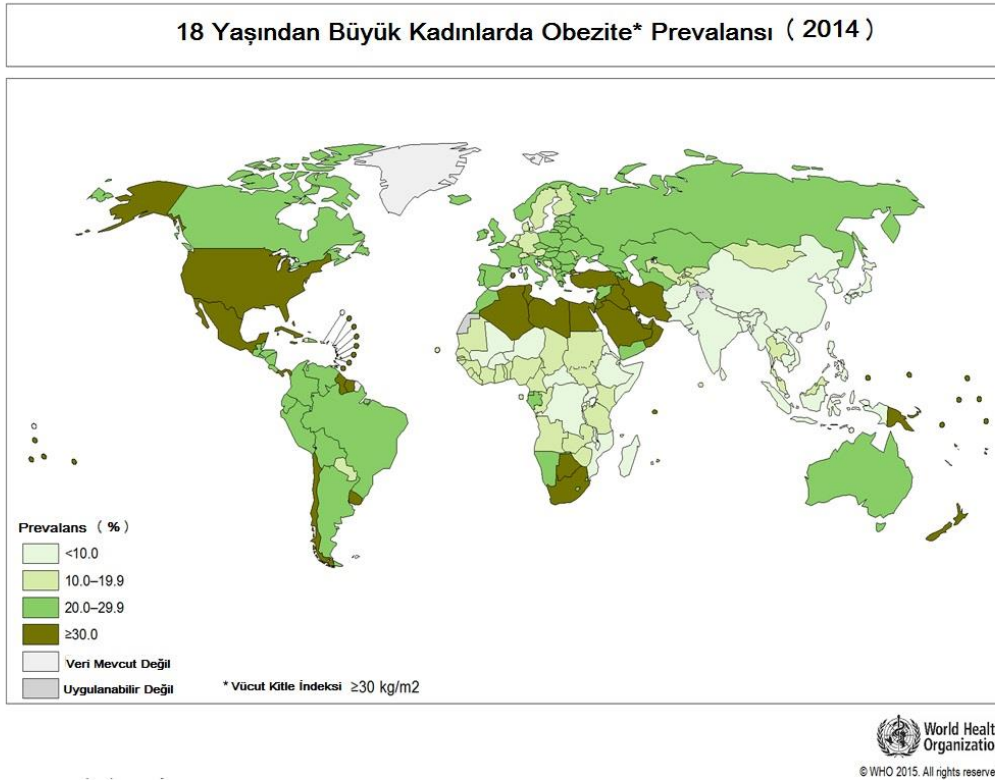 18 Yaşından Büyük Kadınlarda Obezite* Prevalansı ( 2014 )
Prevalans ( % )
<10.0
10.0–19.9
20.0–29.9
≥30.0
Veri Mevcut Değil
Uygulanabilir Değil
* Vücut Kitle İndeksi ≥30 kg/m2
World Healt
Organizatio
© WHO 2015. All rights reserve